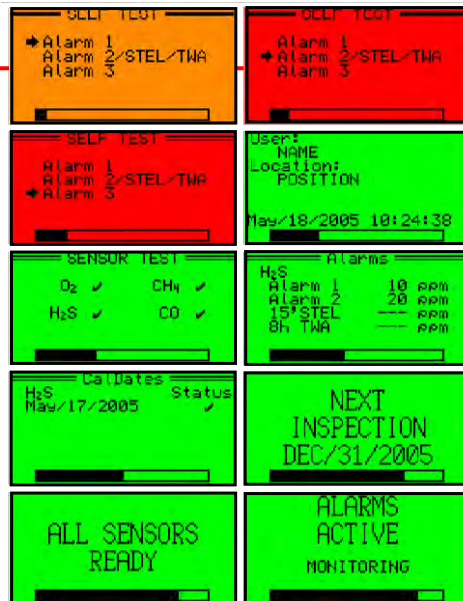 SELF TEST
Alarm 1
Alarm 2/STEL/TWA
Alarm 3
SELF TEST
Alarm 1
Alarm 2/STEL/TWA
Alarm 3
SELF TEST
Alarm 1
Alarm 2/STEL/TWA
Alarm 3
User:
NAME
Location:
POSITION
May/18/2005 10:24:38
SENSOR TEST
O₂ ✓ CH₄ ✓
H₂S ✓ CO ✓
Alarms
H₂S
Alarm 1 10 ppm
Alarm 2 20 ppm
15'STEL --- ppm
8h TWA --- ppm
CalDates
H₂S Status
May/17/2005 ✓
NEXT
INSPECTION
DEC/31/2005
ALL SENSORS
READY
ALARMS
ACTIVE
MONITORING